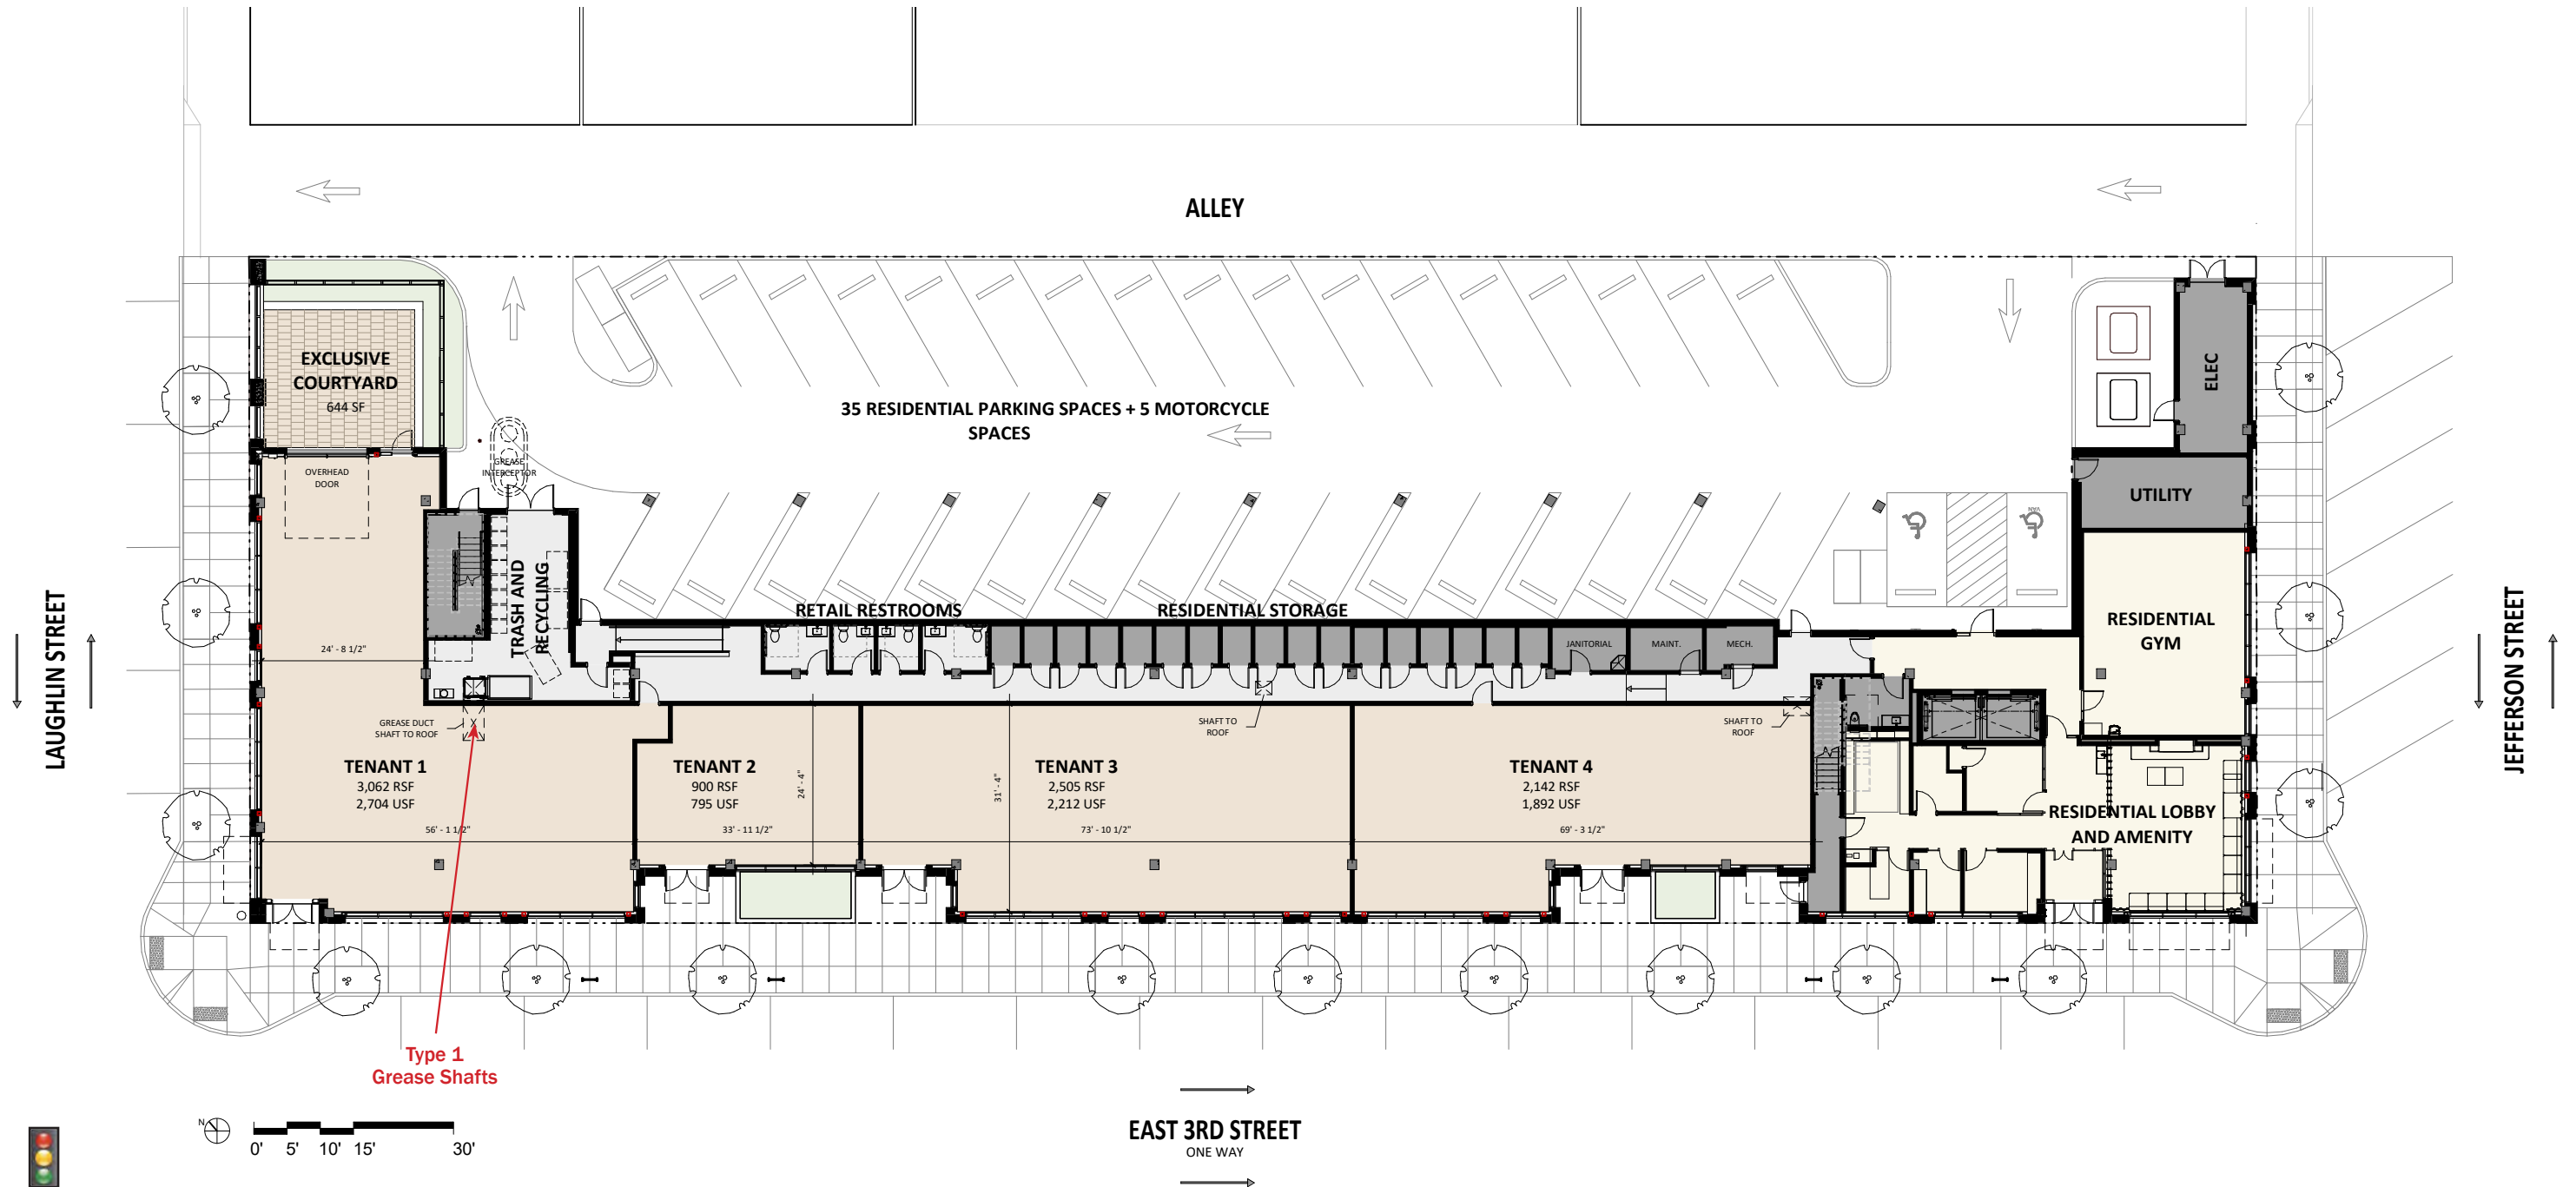 ALLEY
EXCLUSIVE
COURTYARD
644 SF
35 RESIDENTIAL PARKING SPACES + 5 MOTORCYCLE
SPACES
ELEC
GREASE
INTERCEPTOR
OVERHEAD
DOOR
UTILITY
VAN
TRASH AND
RECYCLING
RETAIL RESTROOMS
RESIDENTIAL STORAGE
JANITORIAL
MAINT.
MECH.
RESIDENTIAL
GYM
LAUGHLIN STREET
JEFFERSON STREET
24' - 8 1/2"
GREASE DUCT
SHAFT TO ROOF
SHAFT TO
ROOF
SHAFT TO
ROOF
TENANT 1
3,062 RSF
2,704 USF
56' - 1 1/2"
TENANT 2
900 RSF
795 USF
33' - 11 1/2"
24' - 4"
31' - 4"
TENANT 3
2,505 RSF
2,212 USF
73' - 10 1/2"
TENANT 4
2,142 RSF
1,892 USF
69' - 3 1/2"
RESIDENTIAL LOBBY
AND AMENITY
Type 1
Grease Shafts
N
0' 5' 10' 15' 30'
EAST 3RD STREET
ONE WAY